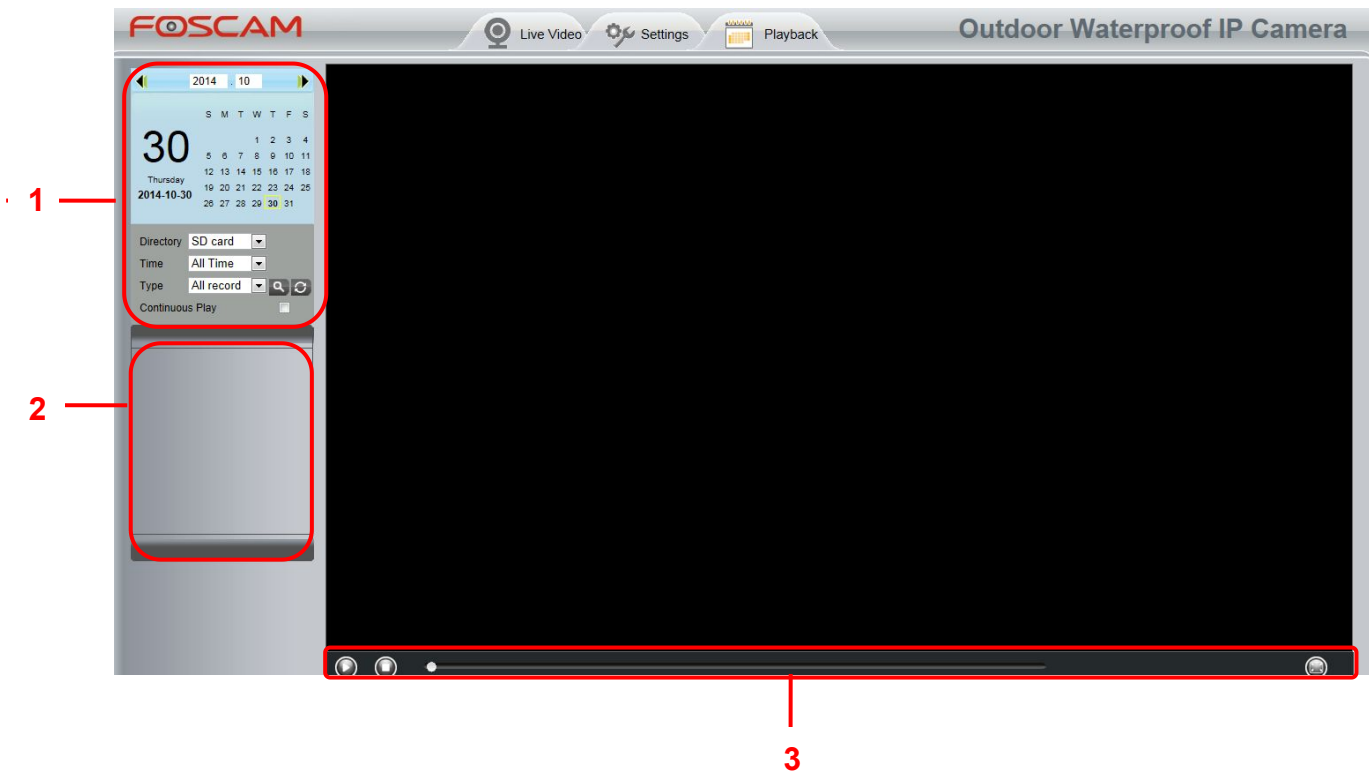 FOSCAM
Live Video
Settings
Playback
Outdoor Waterproof IP Camera
2014 . 10
S M T W T F S
1 2 3 4
5 6 7 8 9 10 11
12 13 14 15 16 17 18
19 20 21 22 23 24 25
26 27 28 29 30 31
30
Thursday
2014-10-30
Directory SD card
Time All Time
Type All record
Continuous Play
1
2
3